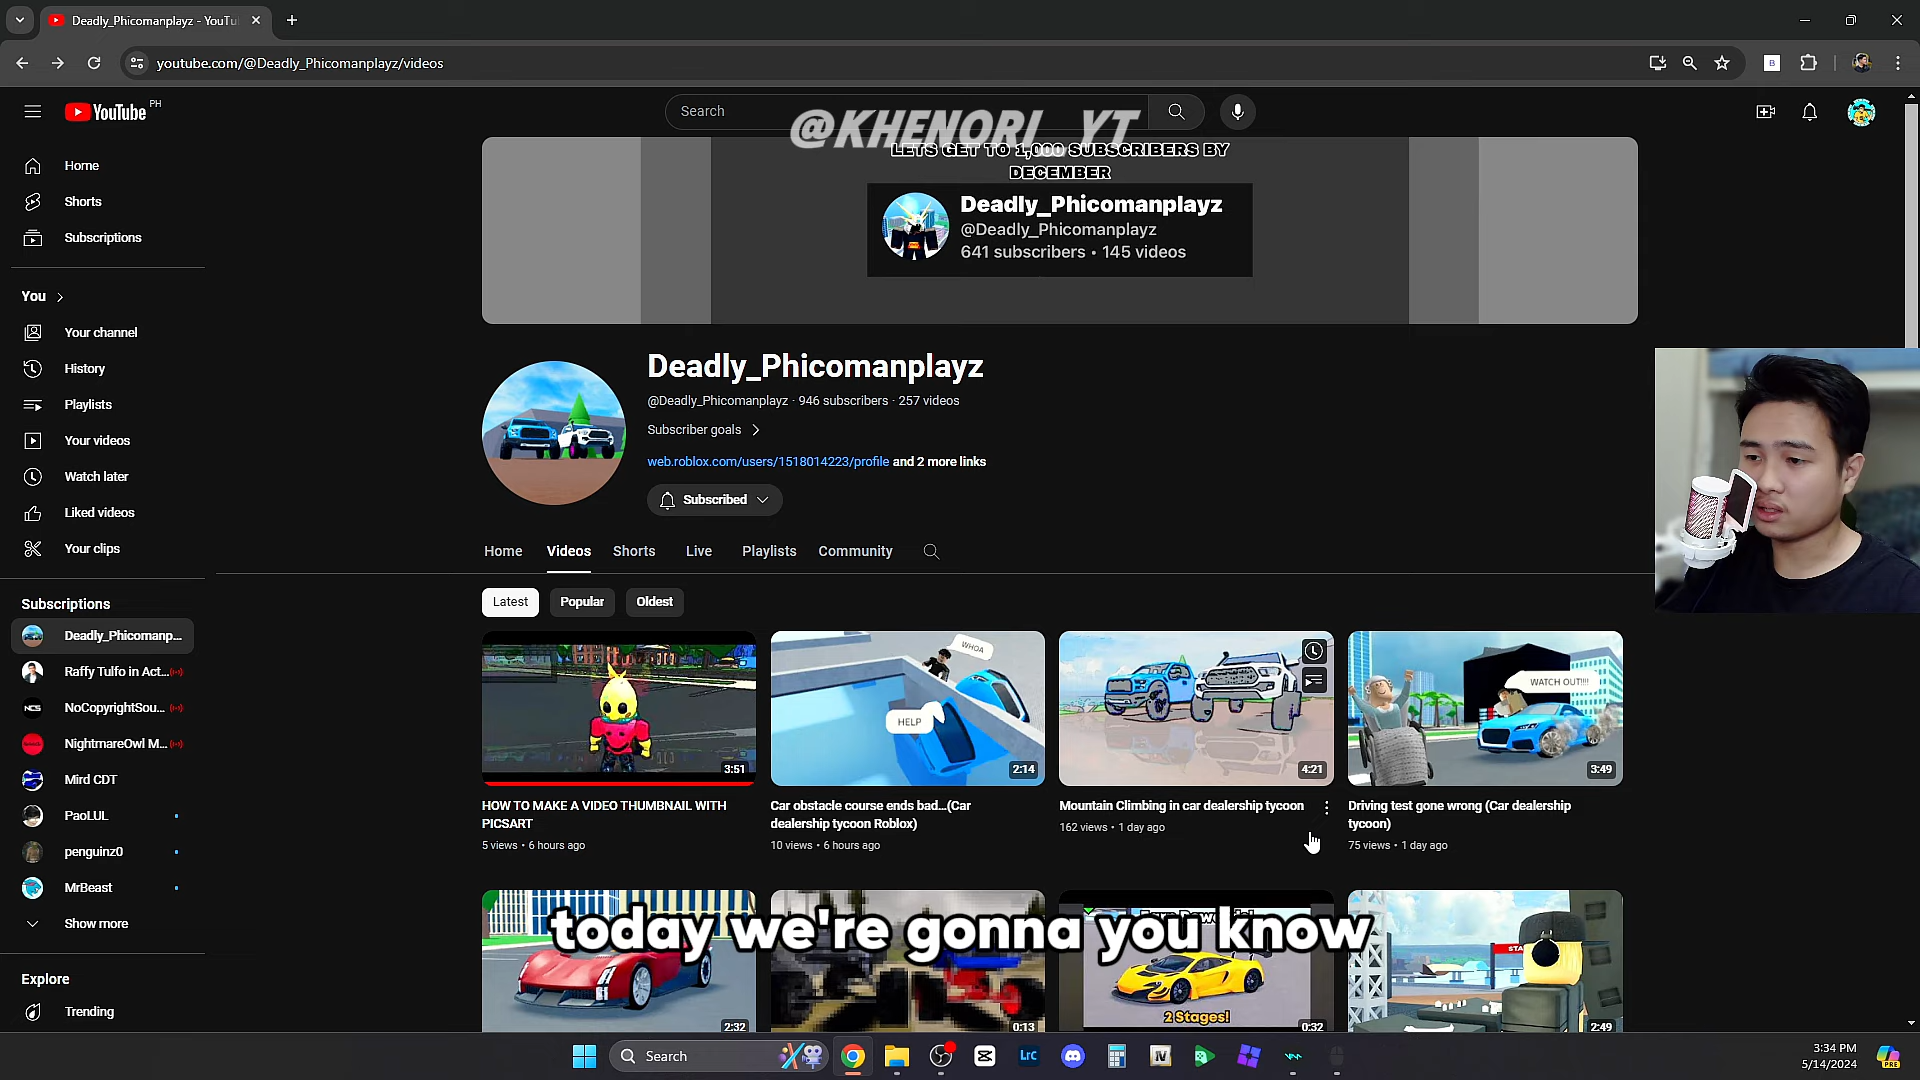 Deadly_Phicomanplayz - YouTu
youtube.com/@Deadly_Phicomanplayz/videos
YouTube PH
Search
@KHENORI_YT
LETS GET TO 1,000 SUBSCRIBERS BY
DECEMBER
Deadly_Phicomanplayz
@Deadly_Phicomanplayz
641 subscribers • 145 videos
Home
Shorts
Subscriptions
You
Your channel
History
Playlists
Your videos
Watch later
Liked videos
Your clips
Subscriptions
Deadly_Phicomanp...
Raffy Tulfo in Act...
NoCopyrightSou...
NightmareOwl M...
Mird CDT
PaoLUL
penguinz0
MrBeast
Show more
Explore
Trending
Deadly_Phicomanplayz
@Deadly_Phicomanplayz · 946 subscribers · 257 videos
Subscriber goals
web.roblox.com/users/1518014223/profile and 2 more links
Subscribed
Home Videos Shorts Live Playlists Community
Latest Popular Oldest
3:51
HOW TO MAKE A VIDEO THUMBNAIL WITH
PICSART
5 views • 6 hours ago
WHOA
HELP
2:14
Car obstacle course ends bad...(Car
dealership tycoon Roblox)
10 views • 6 hours ago
4:21
Mountain Climbing in car dealership tycoon
162 views • 1 day ago
WATCH OUT!!!!
3:49
Driving test gone wrong (Car dealership
tycoon)
75 views • 1 day ago
today we're gonna you know
2:32
0:13
2 Stages!
0:32
STA
2:49
Search
Lrc
3:34 PM
5/14/2024
PRE